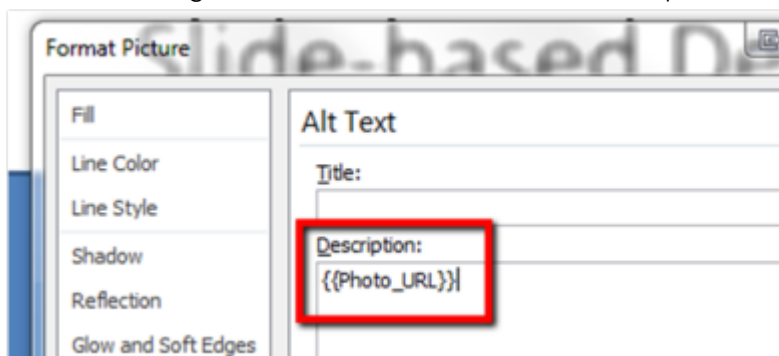 Slide-based De
Format Picture
Fill
Alt Text
Line Color
Title:
Line Style
Description:
Shadow
{{Photo_URL}}
Reflection
Glow and Soft Edges